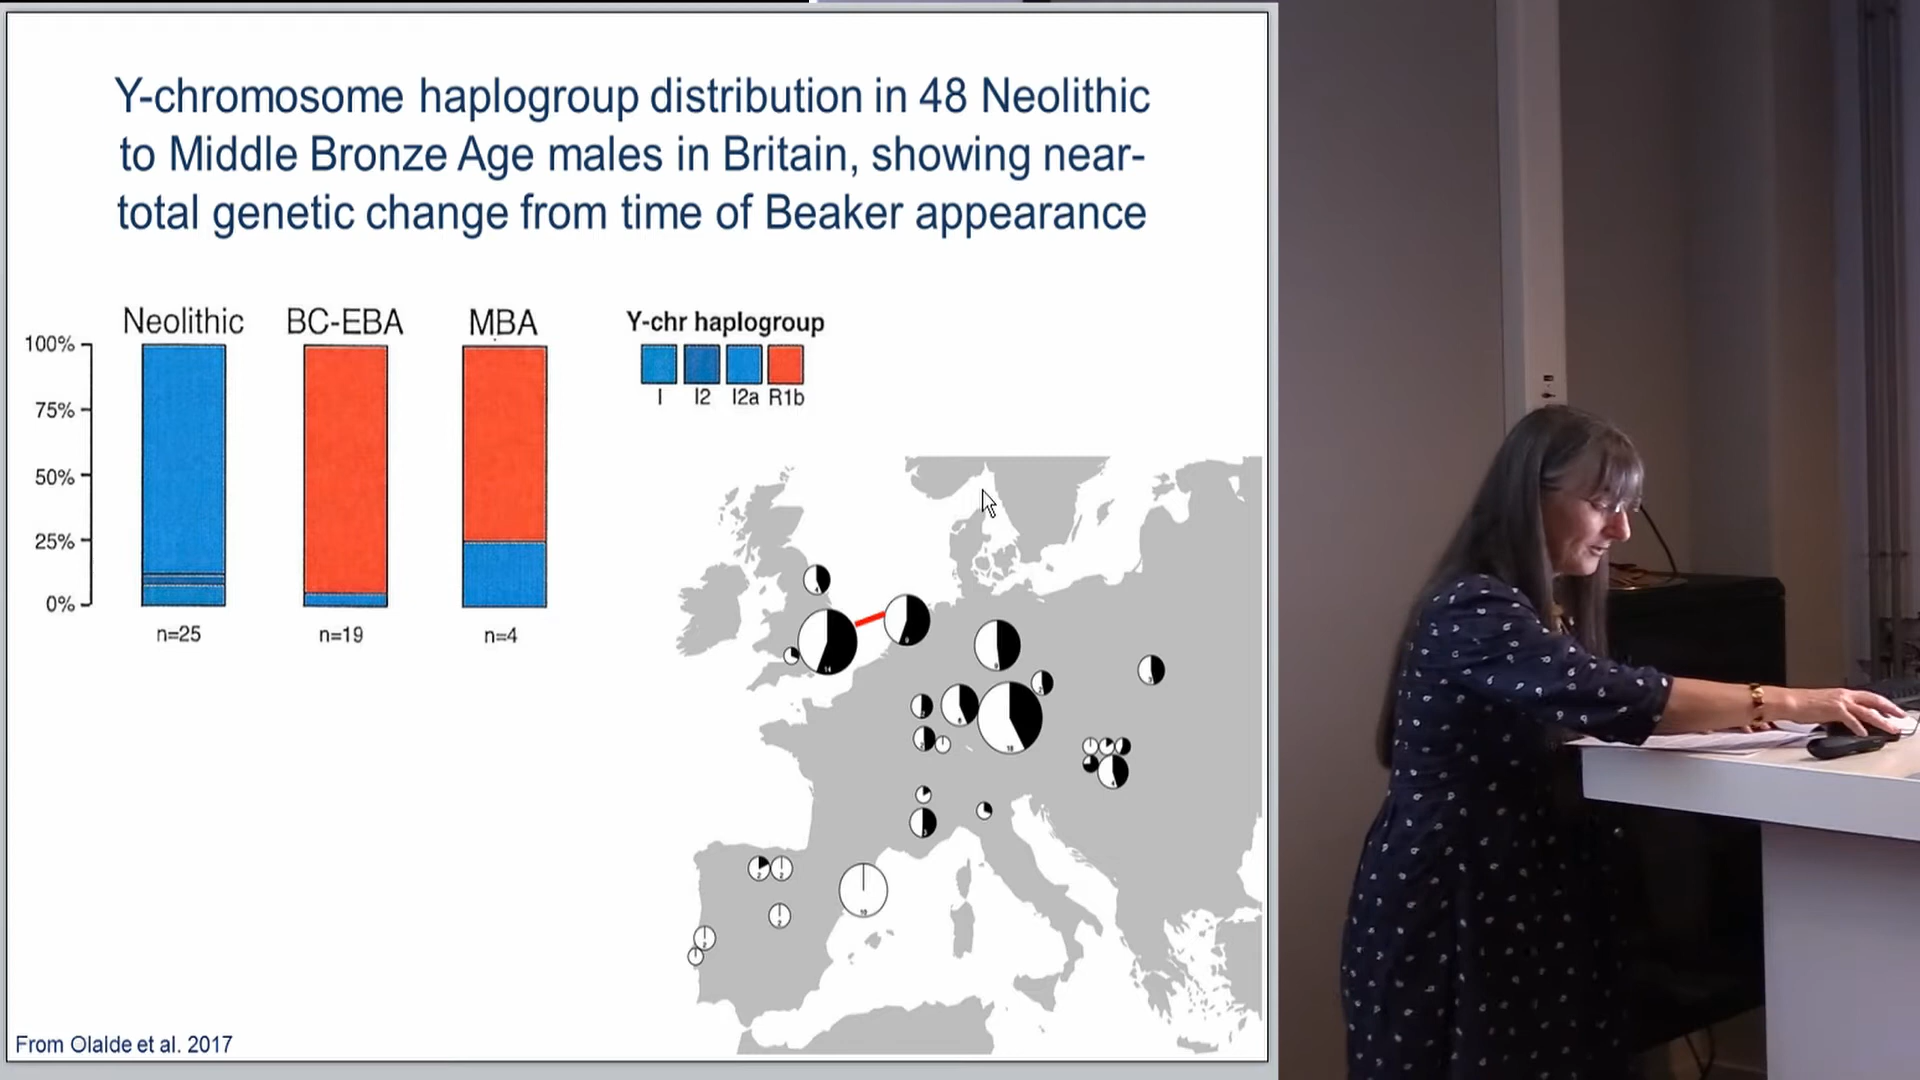 Y-chromosome haplogroup distribution in 48 Neolithic
to Middle Bronze Age males in Britain, showing near-
total genetic change from time of Beaker appearance
Neolithic BC-EBA MBA
100%
75%
50%
25%
0%
n=25 n=19 n=4
Y-chr haplogroup
I I2 I2a R1b
From Olalde et al. 2017